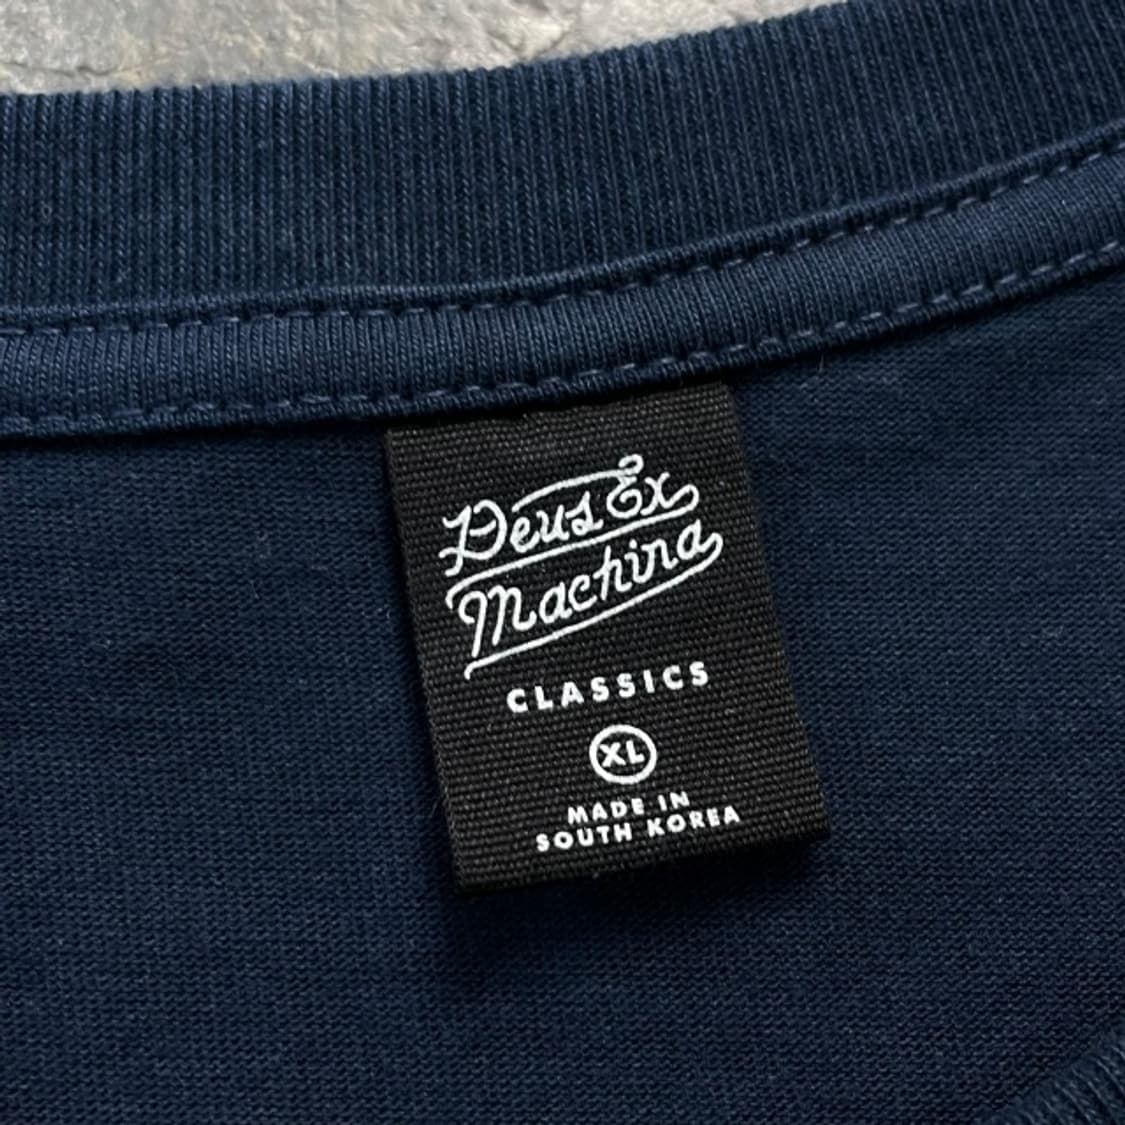 Deus Ex
Machina
CLASSICS
XL
MADE IN
SOUTH KOREA